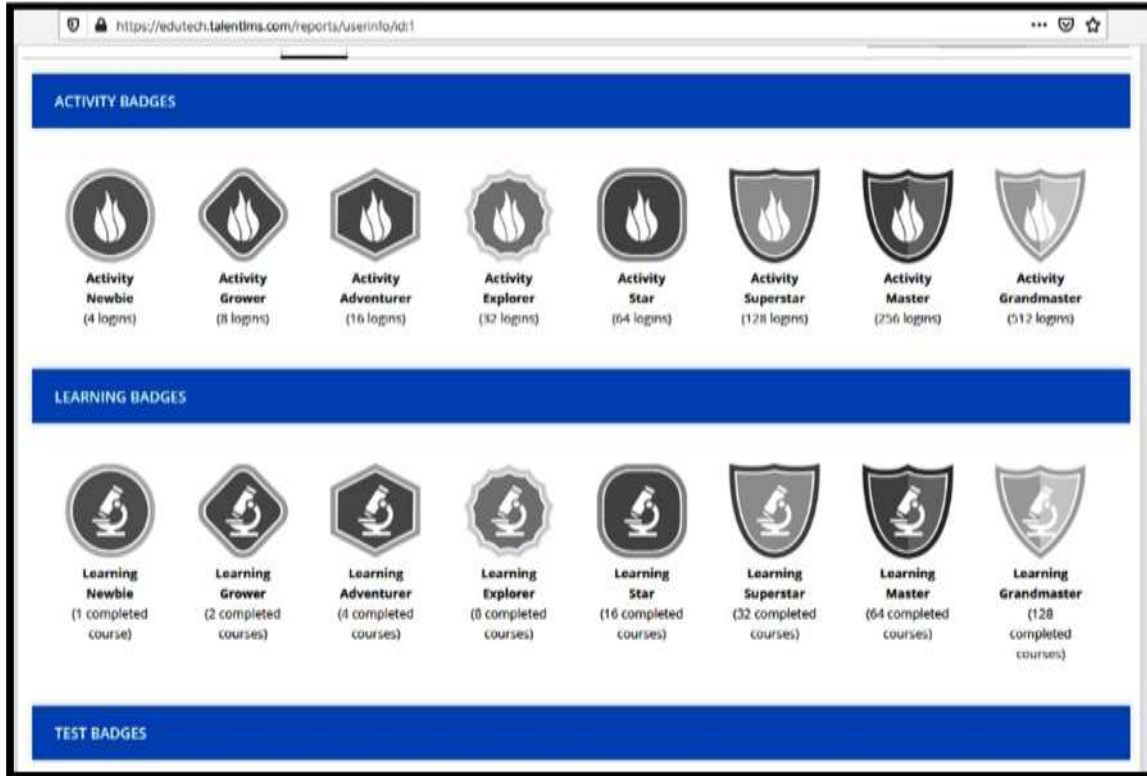 https://edutech.talentlms.com/reports/userinfo/id:1
ACTIVITY BADGES
Activity Newbie (4 logins)
Activity Grower (8 logins)
Activity Adventurer (16 logins)
Activity Explorer (32 logins)
Activity Star (64 logins)
Activity Superstar (128 logins)
Activity Master (256 logins)
Activity Grandmaster (512 logins)
LEARNING BADGES
Learning Newbie (1 completed course)
Learning Grower (2 completed courses)
Learning Adventurer (4 completed courses)
Learning Explorer (8 completed courses)
Learning Star (16 completed courses)
Learning Superstar (32 completed courses)
Learning Master (64 completed courses)
Learning Grandmaster (128 completed courses)
TEST BADGES